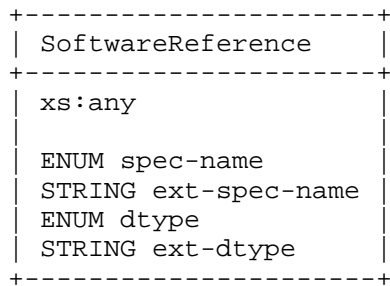 SoftwareReference
xs:any
ENUM spec-name
STRING ext-spec-name
ENUM dtype
STRING ext-dtype